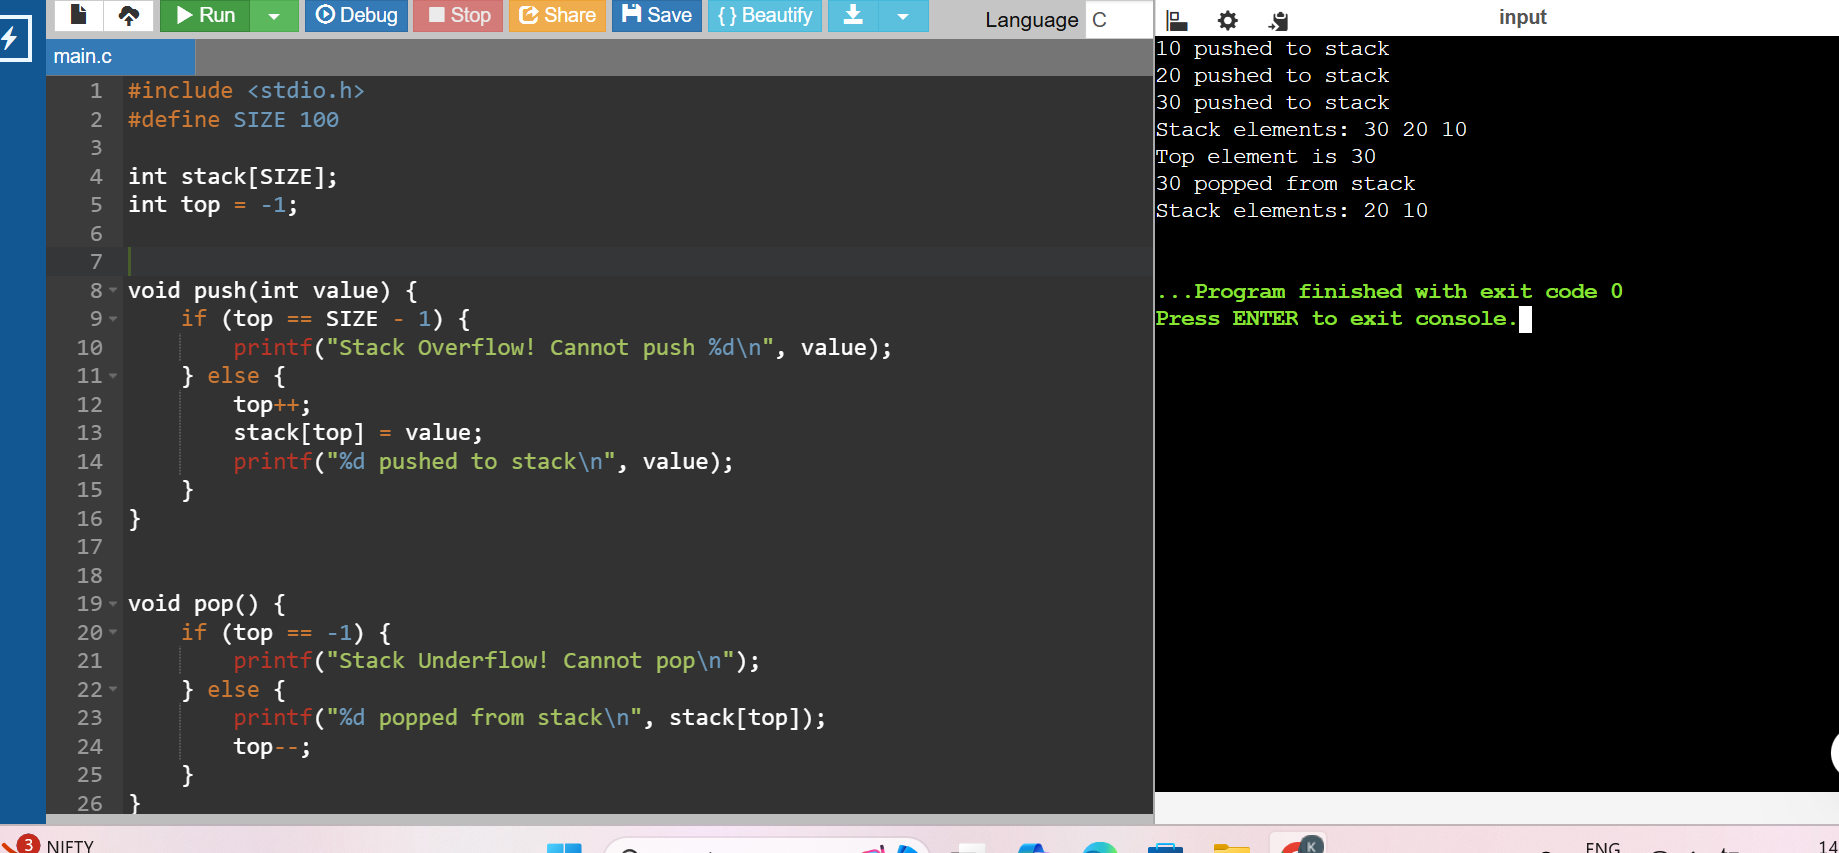 Run Debug Stop Share Save { } Beautify Language C
main.c
1 #include <stdio.h>
2 #define SIZE 100
3
4 int stack[SIZE];
5 int top = -1;
6
7
8 void push(int value) {
9     if (top == SIZE - 1) {
10         printf("Stack Overflow! Cannot push %d\n", value);
11     } else {
12         top++;
13         stack[top] = value;
14         printf("%d pushed to stack\n", value);
15     }
16 }
17
18
19 void pop() {
20     if (top == -1) {
21         printf("Stack Underflow! Cannot pop\n");
22     } else {
23         printf("%d popped from stack\n", stack[top]);
24         top--;
25     }
26 }
input
10 pushed to stack
20 pushed to stack
30 pushed to stack
Stack elements: 30 20 10
Top element is 30
30 popped from stack
Stack elements: 20 10
...Program finished with exit code 0
Press ENTER to exit console.
3 NIFTY
K
ENG
14